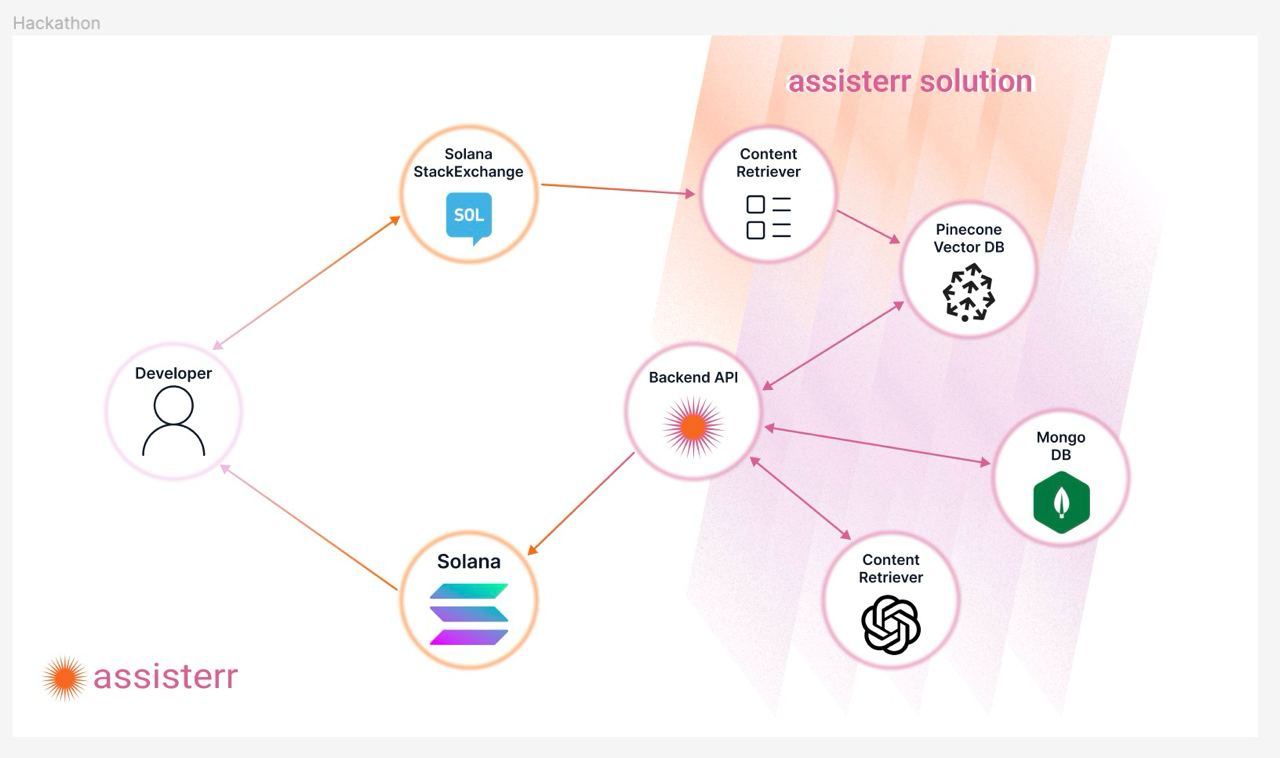 Hackathon
assisterr solution
Solana
StackExchange
SOL
Content
Retriever
Pinecone
Vector DB
Developer
Backend API
Mongo
DB
Solana
Content
Retriever
assisterr